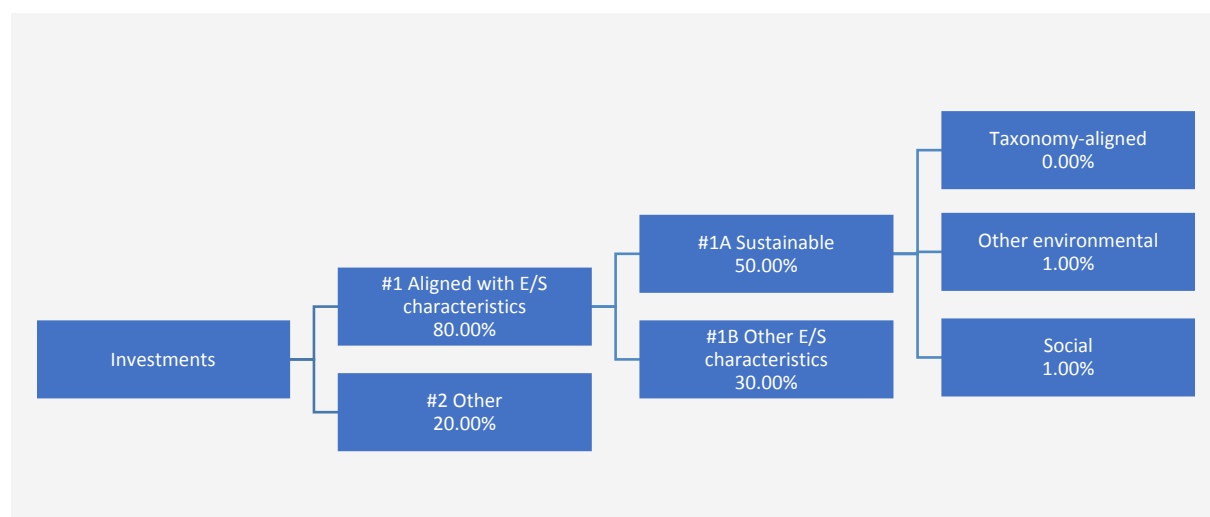 Investments
#1 Aligned with E/S
characteristics
80.00%
#2 Other
20.00%
#1A Sustainable
50.00%
#1B Other E/S
characteristics
30.00%
Taxonomy-aligned
0.00%
Other environmental
1.00%
Social
1.00%